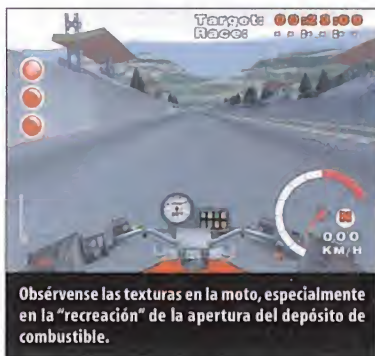 Target: 00:28:00
Race:
0,00
KM/H
Obsérvense las texturas en la moto, especialmente
en la "recreación" de la apertura del depósito de
combustible.